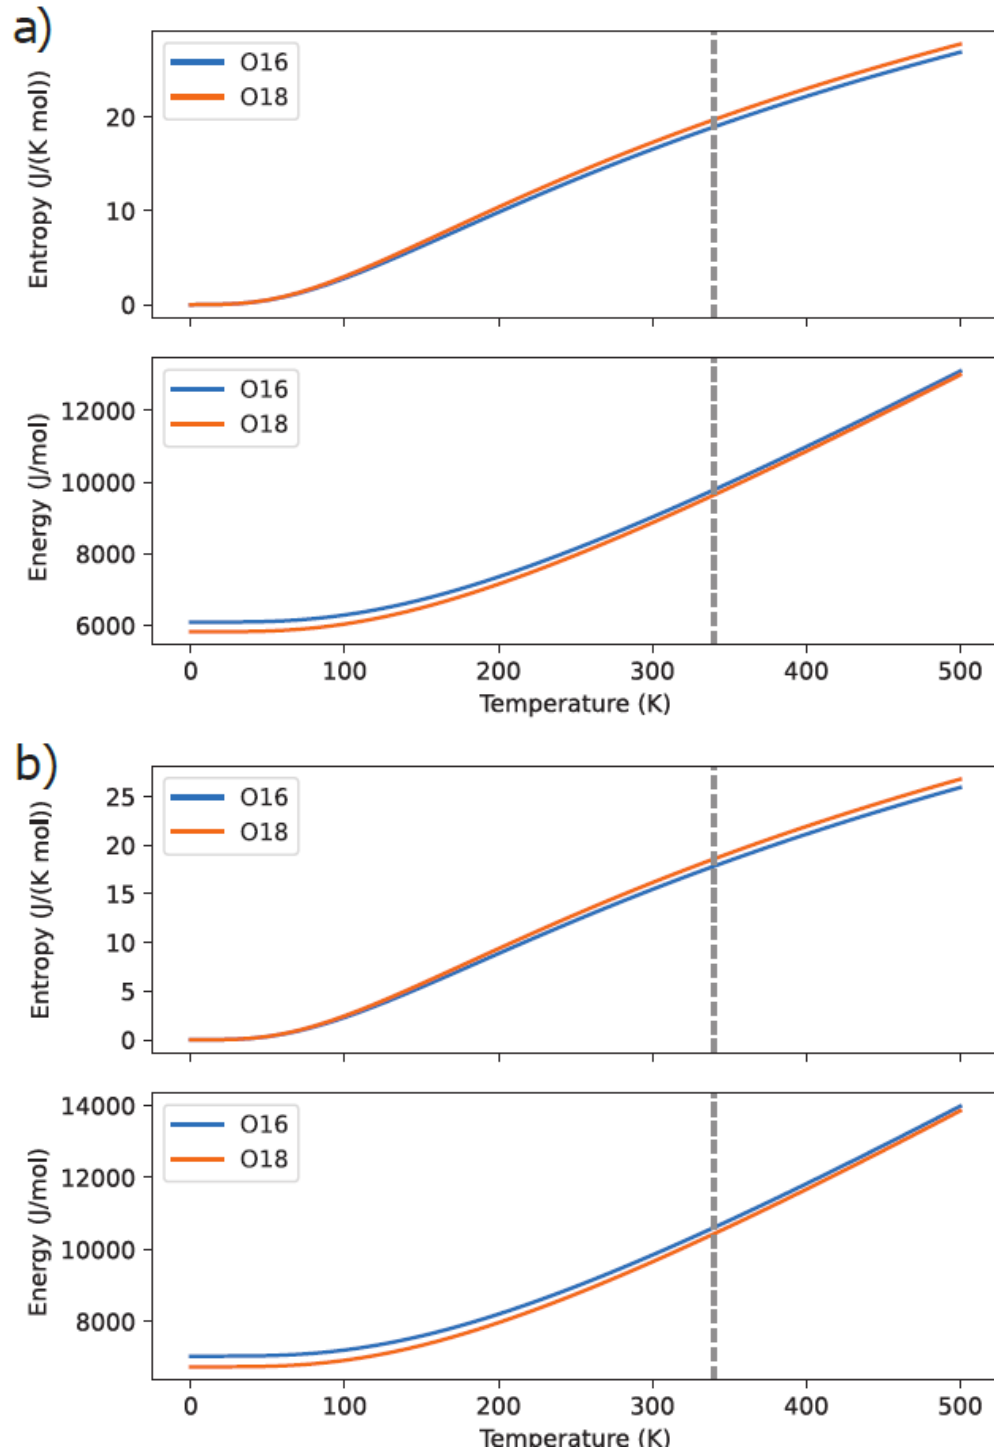 a)
O16
O18
20
10
0
Entropy (J/(K mol))
O16
O18
12000
10000
8000
6000
Energy (J/mol)
0 100 200 300 400 500
Temperature (K)
b)
O16
O18
25
20
15
10
5
0
Entropy (J/(K mol))
O16
O18
14000
12000
10000
8000
Energy (J/mol)
0 100 200 300 400 500
Temperature (K)